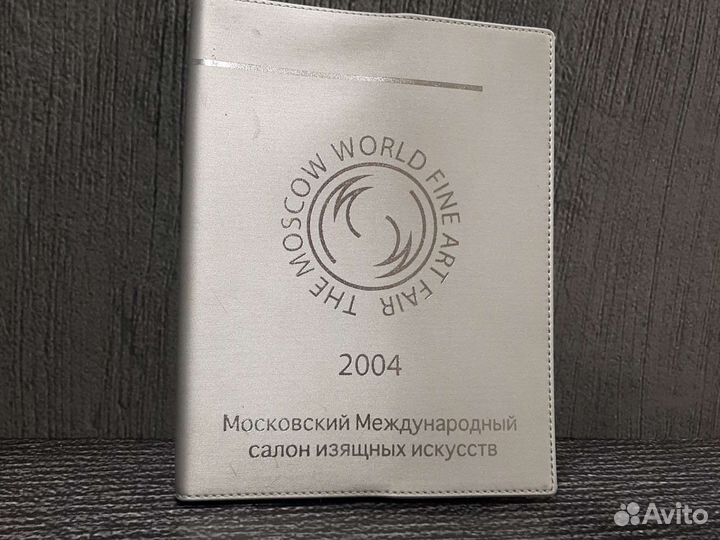 THE MOSCOW WORLD FINE ART FAIR
2004
Московский Международный
салон изящных искусств
Avito